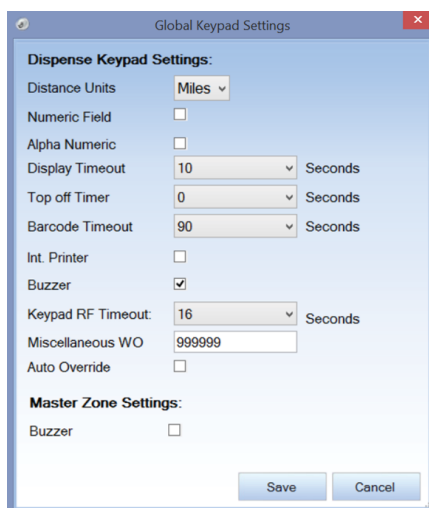 Global Keypad Settings
Dispense Keypad Settings:
Distance Units Miles
Numeric Field
Alpha Numeric
Display Timeout 10 Seconds
Top off Timer 0 Seconds
Barcode Timeout 90 Seconds
Int. Printer
Buzzer
Keypad RF Timeout: 16 Seconds
Miscellaneous WO 999999
Auto Override
Master Zone Settings:
Buzzer
Save Cancel